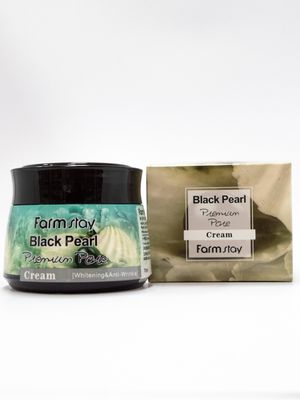 Farmstay
Black Pearl
Premium Pore
Cream
[Whitening&Anti-Wrinkle
Black Pearl
Premium
Pore
Cream
Farmstay